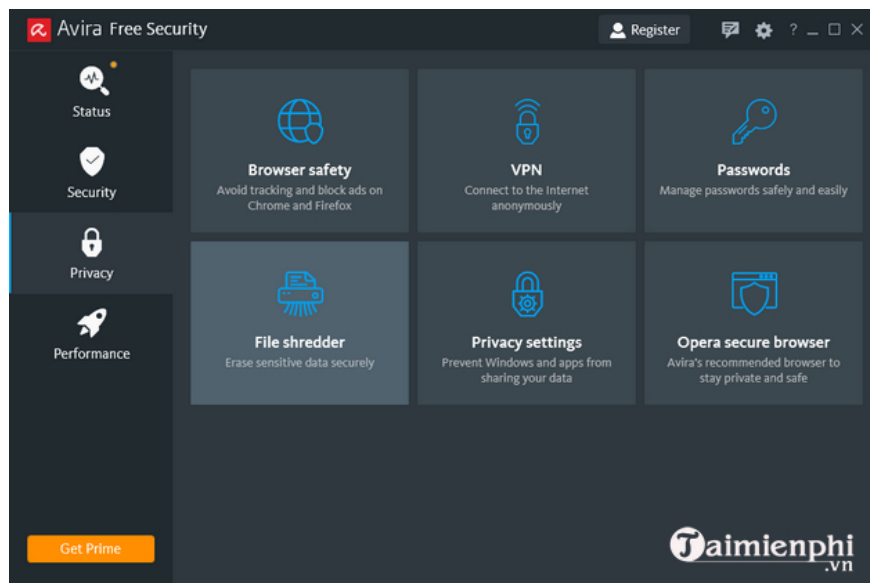 Avira Free Security
Register
?
Status
Security
Privacy
Performance
Get Prime
Browser safety
Avoid tracking and block ads on
Chrome and Firefox
VPN
Connect to the Internet
anonymously
Passwords
Manage passwords safely and easily
File shredder
Erase sensitive data securely
Privacy settings
Prevent Windows and apps from
sharing your data
Opera secure browser
Avira's recommended browser to
stay private and safe
Taimienphi
.vn